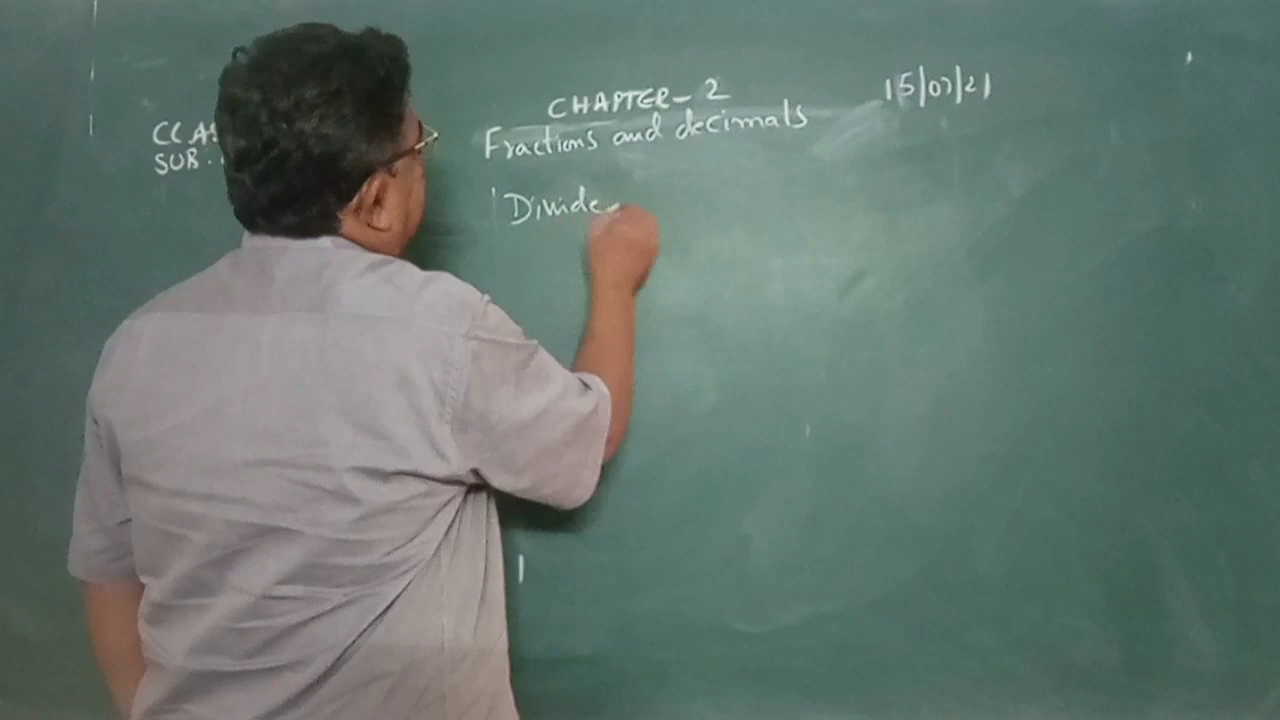 CHAPTER - 2
15/07/21
Fractions and decimals
CLAS
SUB.
Divide